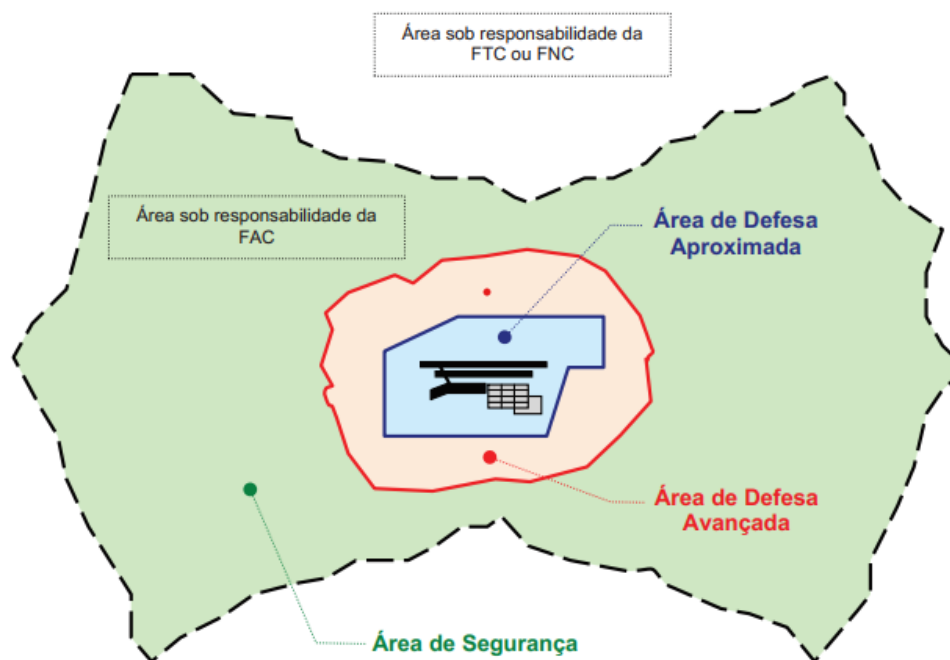 Área sob responsabilidade da
FTC ou FNC
Área sob responsabilidade da
FAC
Área de Defesa
Aproximada
Área de Defesa
Avançada
Área de Segurança